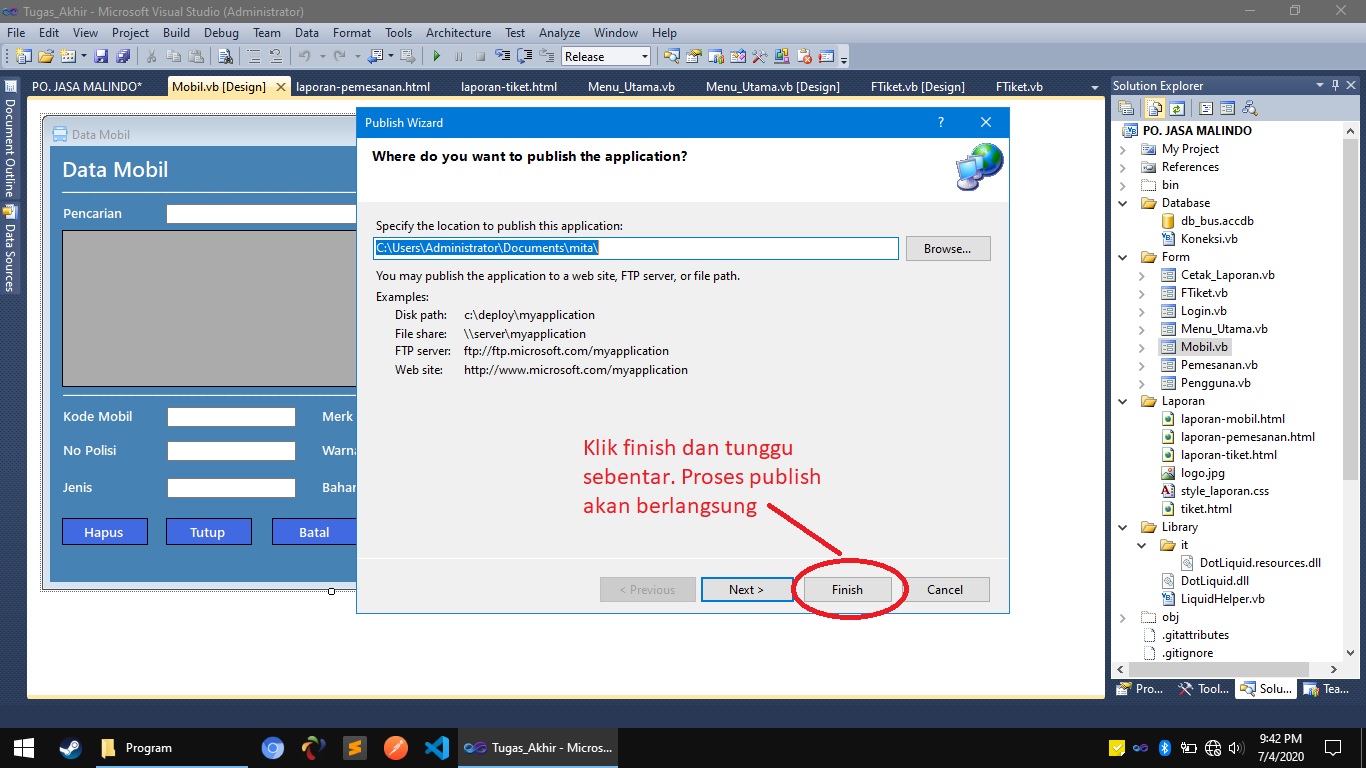 Tugas_Akhir - Microsoft Visual Studio (Administrator)
File Edit View Project Build Debug Team Data Format Tools Architecture Test Analyze Window Help
Release
PO. JASA MALINDO* Mobil.vb [Design] laporan-pemesanan.html laporan-tiket.html Menu_Utama.vb Menu_Utama.vb [Design] FTiket.vb [Design] FTiket.vb
Document Outline
Data Sources
Data Mobil
Data Mobil
Pencarian
Kode Mobil Merk
No Polisi Warna
Jenis Bahar
Hapus Tutup Batal
Publish Wizard ?
Where do you want to publish the application?
Specify the location to publish this application:
C:\Users\Administrator\Documents\mita\ Browse...
You may publish the application to a web site, FTP server, or file path.
Examples:
Disk path: c:\deploy\myapplication
File share: \\server\myapplication
FTP server: ftp://ftp.microsoft.com/myapplication
Web site: http://www.microsoft.com/myapplication
Klik finish dan tunggu
sebentar. Proses publish
akan berlangsung
< Previous Next > Finish Cancel
Solution Explorer
PO. JASA MALINDO
My Project
References
bin
Database
db_bus.accdb
Koneksi.vb
Form
Cetak_Laporan.vb
FTiket.vb
Login.vb
Menu_Utama.vb
Mobil.vb
Pemesanan.vb
Pengguna.vb
Laporan
laporan-mobil.html
laporan-pemesanan.html
laporan-tiket.html
logo.jpg
style_laporan.css
tiket.html
Library
it
DotLiquid.resources.dll
DotLiquid.dll
LiquidHelper.vb
obj
.gitattributes
.gitignore
Pro... Tool... Solu... Tea...
Program
Tugas_Akhir - Micros...
9:42 PM
7/4/2020